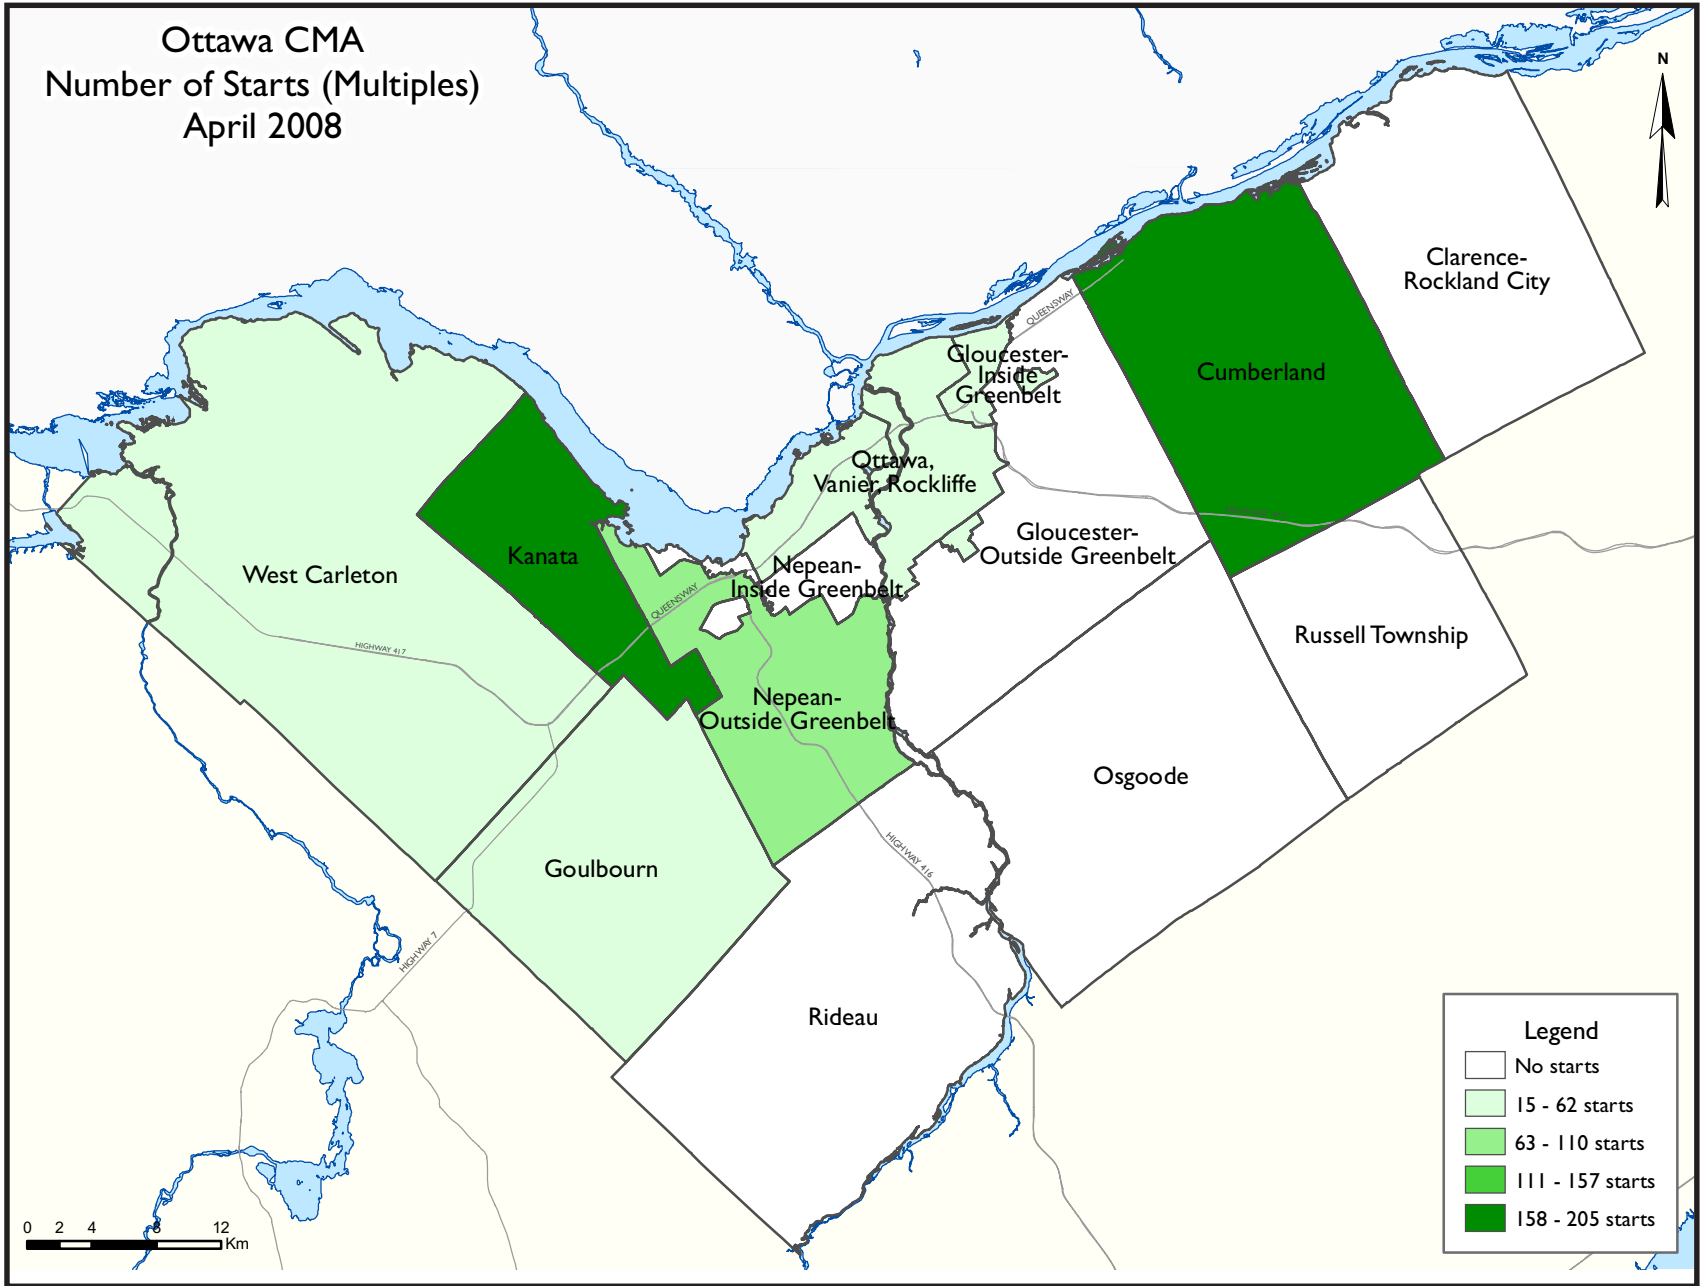 Ottawa CMA
Number of Starts (Multiples)
April 2008
N
Clarence-
Rockland City
QUEENSWAY
Gloucester-
Inside
Greenbelt
Cumberland
Ottawa,
Vanier, Rockliffe
Gloucester-
Outside Greenbelt
Kanata
West Carleton
Nepean-
Inside Greenbelt
QUEENSWAY
HIGHWAY 417
Russell Township
Nepean-
Outside Greenbelt
Osgoode
Goulbourn
HIGHWAY 416
HIGHWAY 7
Rideau
Legend
No starts
15 - 62 starts
63 - 110 starts
111 - 157 starts
158 - 205 starts
0 2 4 8 12
Km